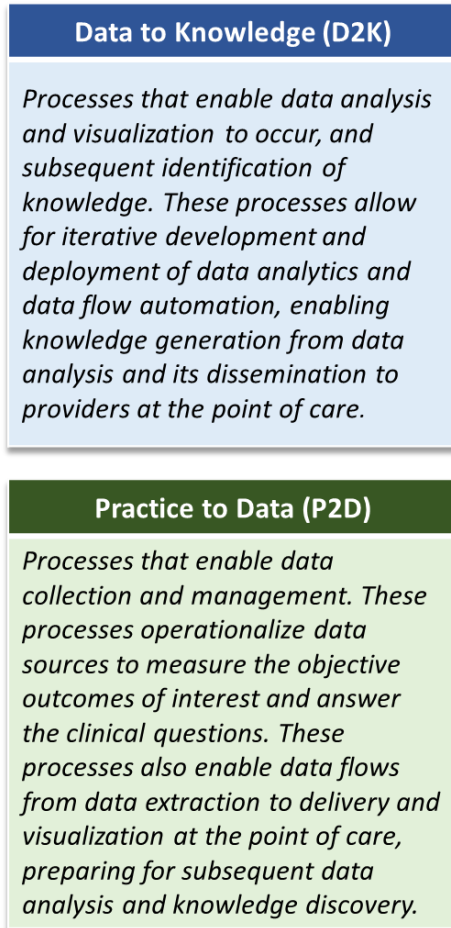 Data to Knowledge (D2K)
Processes that enable data analysis
and visualization to occur, and
subsequent identification of
knowledge. These processes allow
for iterative development and
deployment of data analytics and
data flow automation, enabling
knowledge generation from data
analysis and its dissemination to
providers at the point of care.
Practice to Data (P2D)
Processes that enable data
collection and management. These
processes operationalize data
sources to measure the objective
outcomes of interest and answer
the clinical questions. These
processes also enable data flows
from data extraction to delivery and
visualization at the point of care,
preparing for subsequent data
analysis and knowledge discovery.